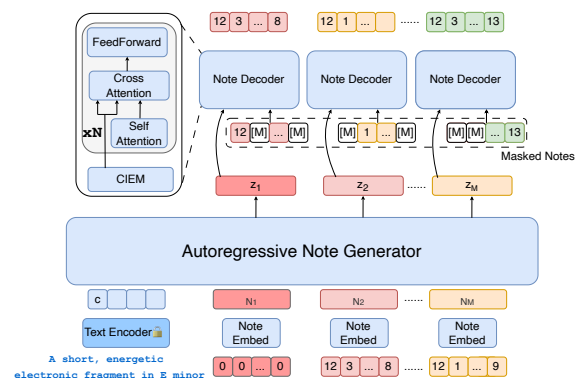 12 3 ... 8
12 1 ...
......
12 3 ... 13
FeedForward
Cross
Attention
xN
Self
Attention
CIEM
Note Decoder
Note Decoder
Note Decoder
12 [M] ... [M]
[M] 1 ... [M]
[M] [M] ... 13
Masked Notes
z1
z2
......
zM
Autoregressive Note Generator
c
N1
N2
......
NM
Text Encoder
Note
Embed
Note
Embed
Note
Embed
A short, energetic
electronic fragment in E minor
0 0 ... 0
12 3 ... 8
......
12 1 ... 9